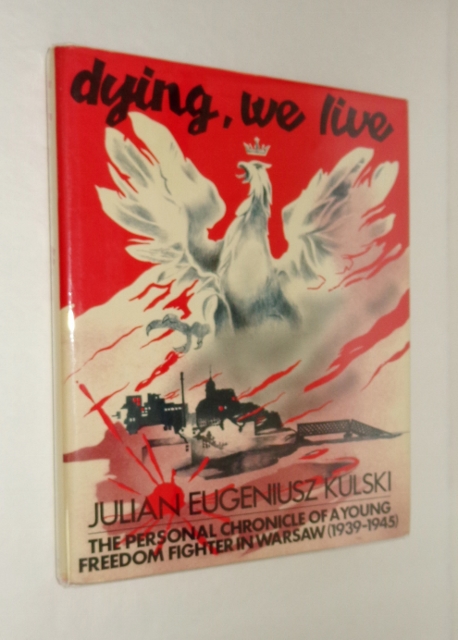 dying, we live
JULIAN EUGENIUSZ KULSKI
THE PERSONAL CHRONICLE OF A YOUNG
FREEDOM FIGHTER IN WARSAW (1939-1945)